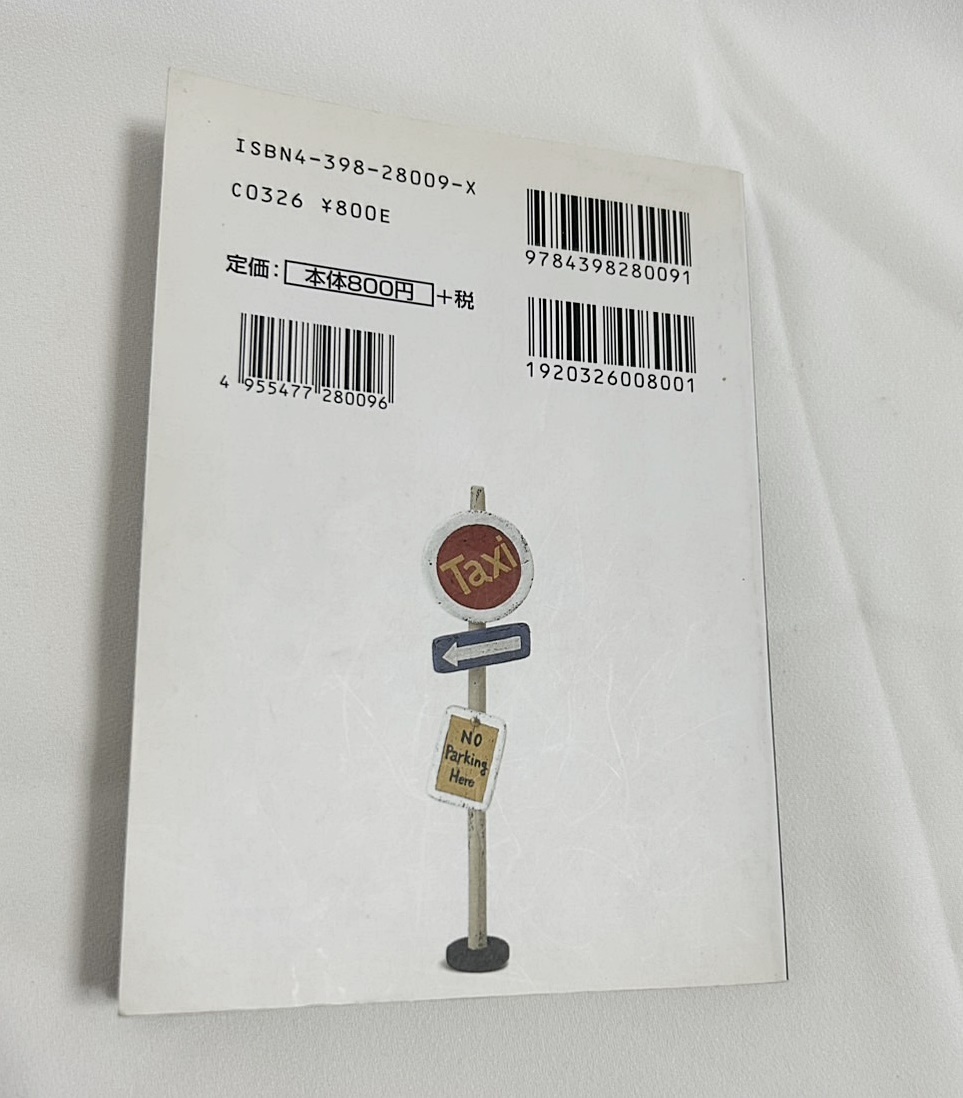 ISBN4-398-28009-X
C0326 ¥800E
定価:本体800円+税
4 955477 280096
9784398280091
1920326008001
Taxi
NO
Parking
Here